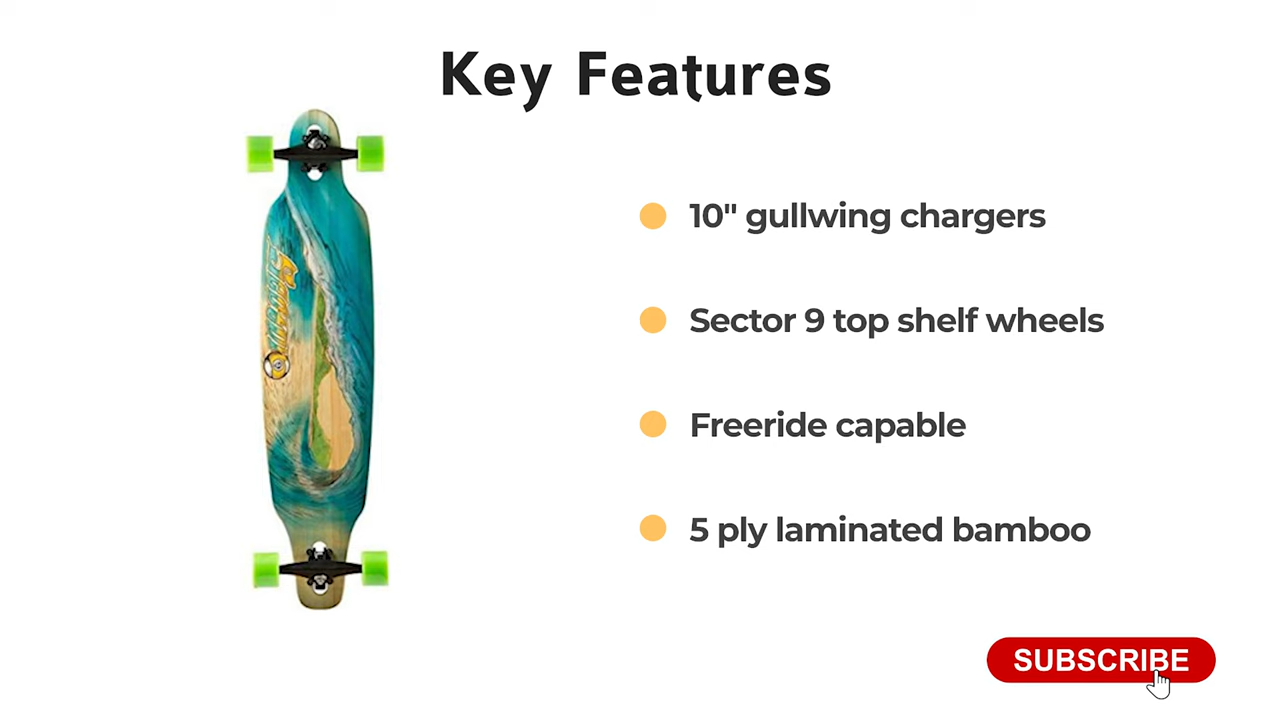 Key Features
10" gullwing chargers
Sector 9 top shelf wheels
Freeride capable
5 ply laminated bamboo
SUBSCRIBE